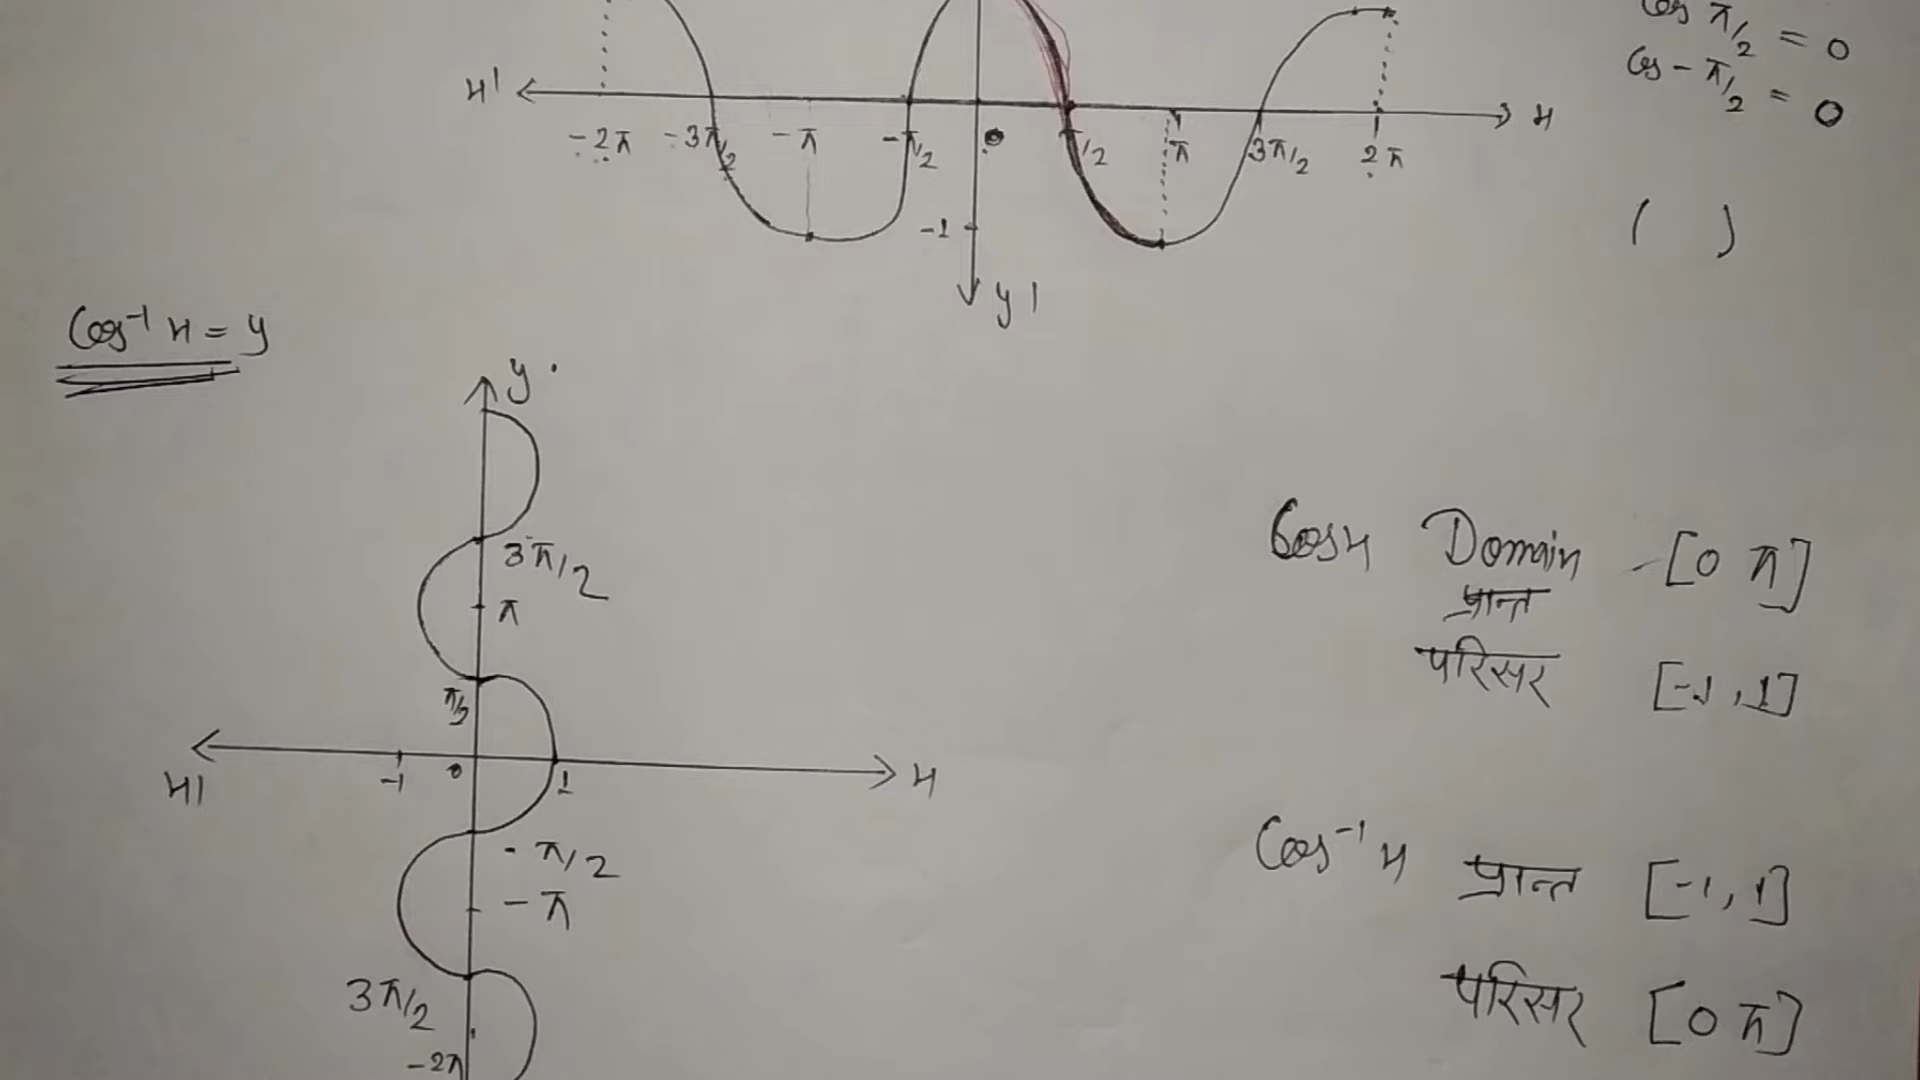 cos π/2 = 0
cos - π/2 = 0
x' x
-2π -3π/2 -π -π/2 0 π/2 π 3π/2 2π
-1
( )
y'
Cos⁻¹ x = y
y
3π/2
Cosx Domain - [0 π]
प्रान्त
π
परिसर [-1, 1]
π/2
x' -1 0 1 x
- π/2
Cos⁻¹ x प्रान्त [-1, 1]
- π
3π/2
परिसर [0 π]
-2π